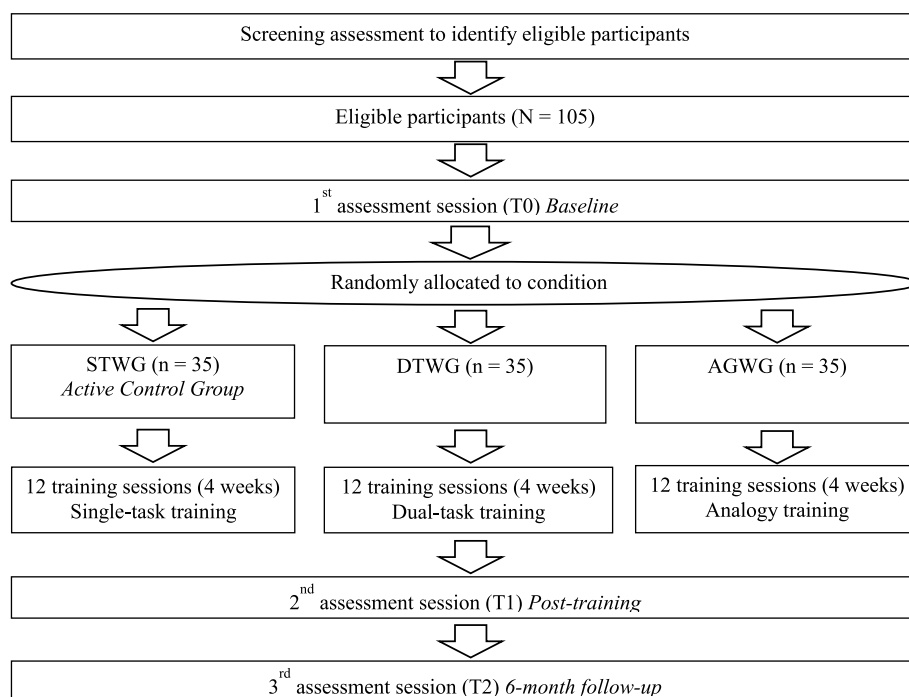 Screening assessment to identify eligible participants
Eligible participants (N = 105)
1st assessment session (T0) Baseline
Randomly allocated to condition
STWG (n = 35)
Active Control Group
DTWG (n = 35)
AGWG (n = 35)
12 training sessions (4 weeks)
Single-task training
12 training sessions (4 weeks)
Dual-task training
12 training sessions (4 weeks)
Analogy training
2nd assessment session (T1) Post-training
3rd assessment session (T2) 6-month follow-up